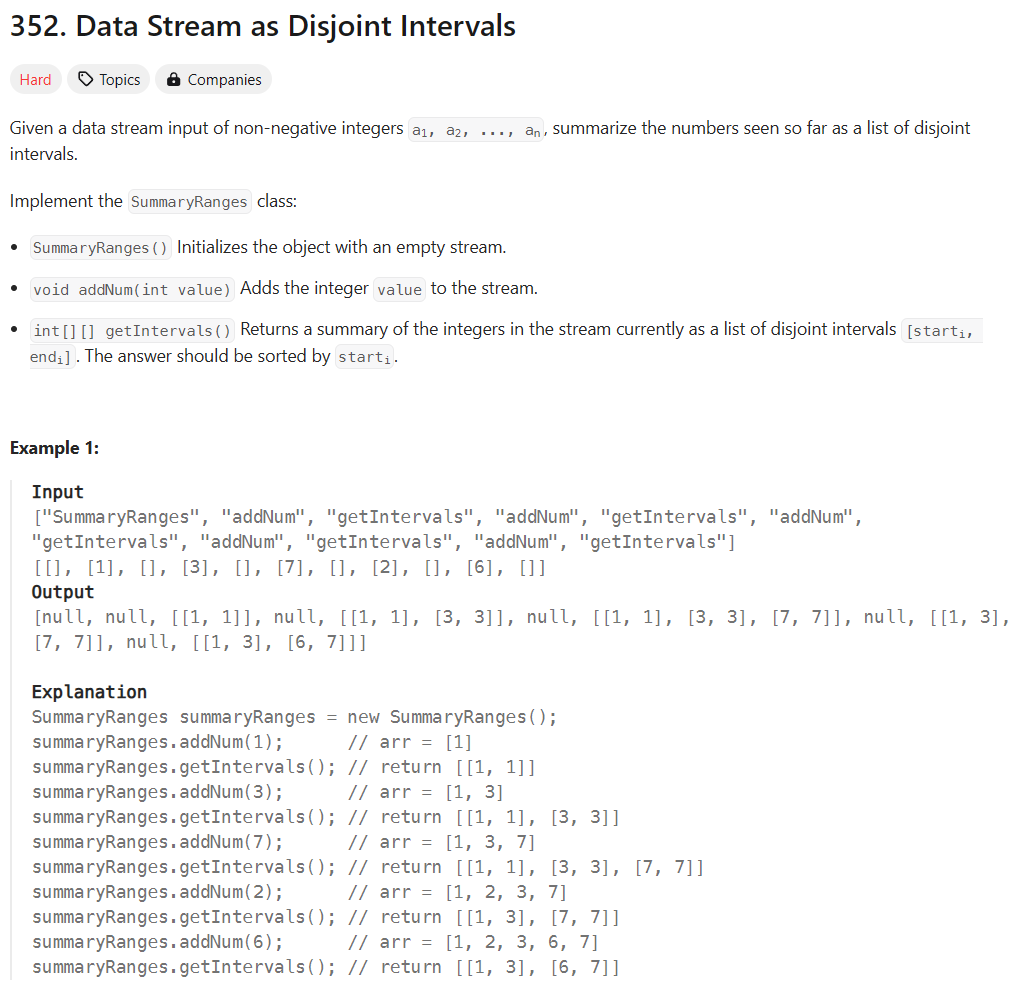 352. Data Stream as Disjoint Intervals
Hard Topics Companies
Given a data stream input of non-negative integers a₁, a₂, ..., aₙ, summarize the numbers seen so far as a list of disjoint
intervals.
Implement the SummaryRanges class:
• SummaryRanges() Initializes the object with an empty stream.
• void addNum(int value) Adds the integer value to the stream.
• int[][] getIntervals() Returns a summary of the integers in the stream currently as a list of disjoint intervals [startᵢ,
endᵢ]. The answer should be sorted by startᵢ.
Example 1:
Input
["SummaryRanges", "addNum", "getIntervals", "addNum", "getIntervals", "addNum",
"getIntervals", "addNum", "getIntervals", "addNum", "getIntervals"]
[[], [1], [], [3], [], [7], [], [2], [], [6], []]
Output
[null, null, [[1, 1]], null, [[1, 1], [3, 3]], null, [[1, 1], [3, 3], [7, 7]], null, [[1, 3],
[7, 7]], null, [[1, 3], [6, 7]]]
Explanation
SummaryRanges summaryRanges = new SummaryRanges();
summaryRanges.addNum(1);      // arr = [1]
summaryRanges.getIntervals(); // return [[1, 1]]
summaryRanges.addNum(3);      // arr = [1, 3]
summaryRanges.getIntervals(); // return [[1, 1], [3, 3]]
summaryRanges.addNum(7);      // arr = [1, 3, 7]
summaryRanges.getIntervals(); // return [[1, 1], [3, 3], [7, 7]]
summaryRanges.addNum(2);      // arr = [1, 2, 3, 7]
summaryRanges.getIntervals(); // return [[1, 3], [7, 7]]
summaryRanges.addNum(6);      // arr = [1, 2, 3, 6, 7]
summaryRanges.getIntervals(); // return [[1, 3], [6, 7]]